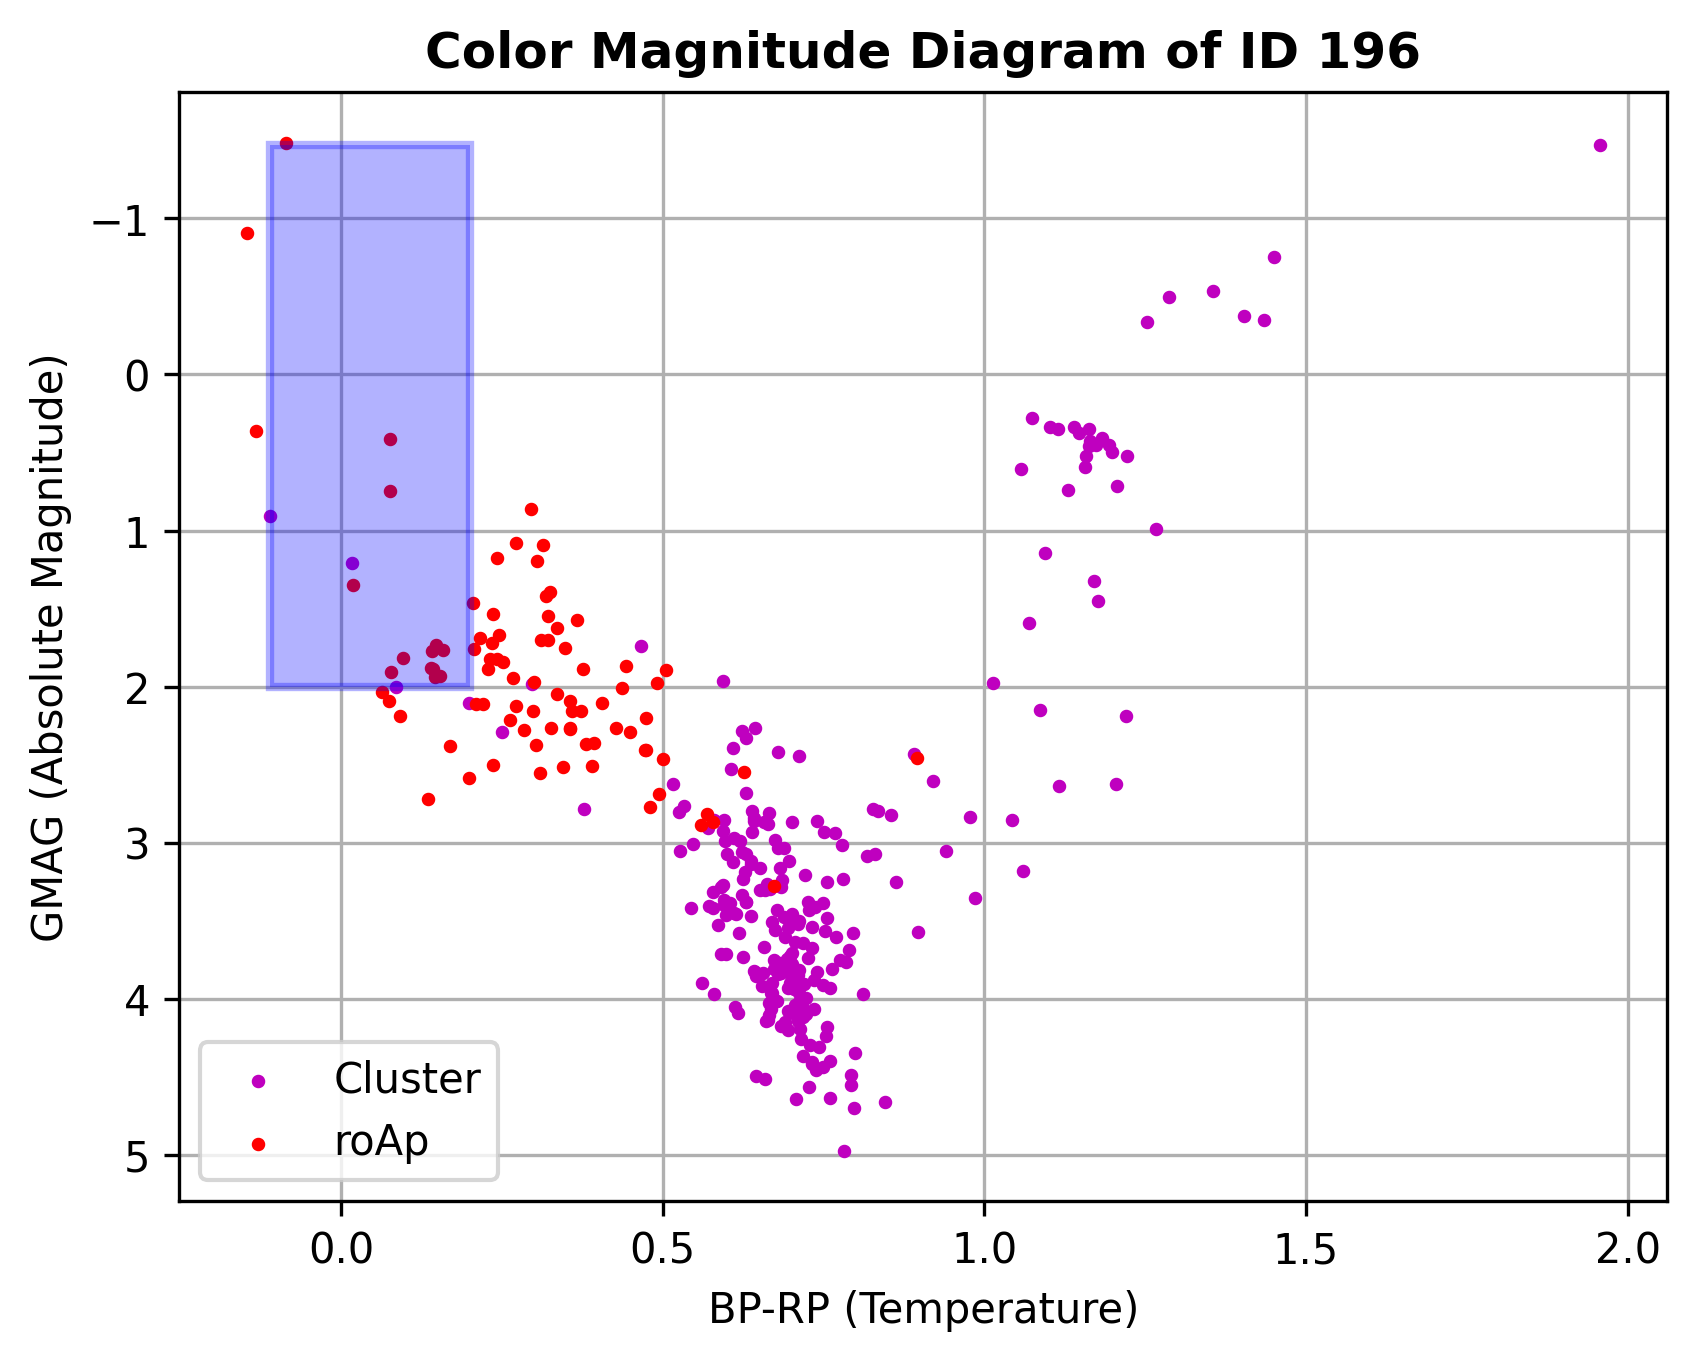 Color Magnitude Diagram of ID 196
GMAG (Absolute Magnitude)
−1
0
1
2
3
4
5
Cluster
roAp
0.0 0.5 1.0 1.5 2.0
BP-RP (Temperature)